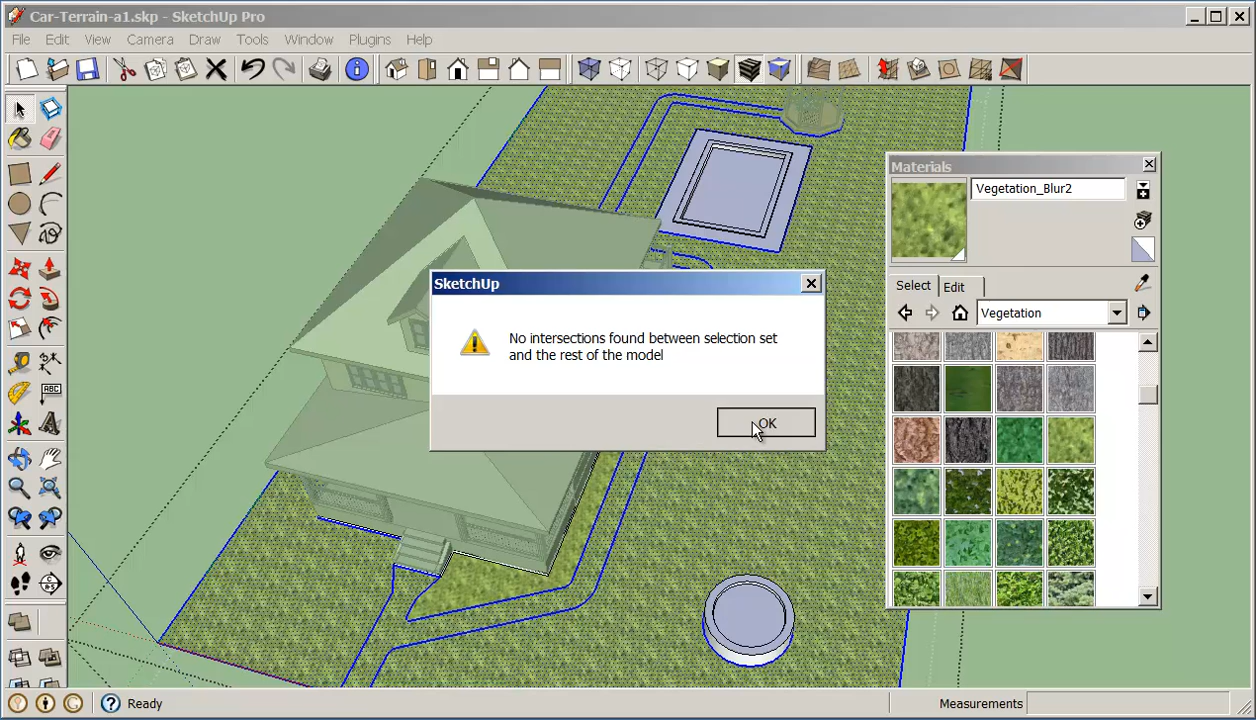 Car-Terrain-a1.skp - SketchUp Pro
File Edit View Camera Draw Tools Window Plugins Help
Materials
Vegetation_Blur2
SketchUp
Select Edit
Vegetation
No intersections found between selection set
and the rest of the model
OK
ABC
Ready
Measurements